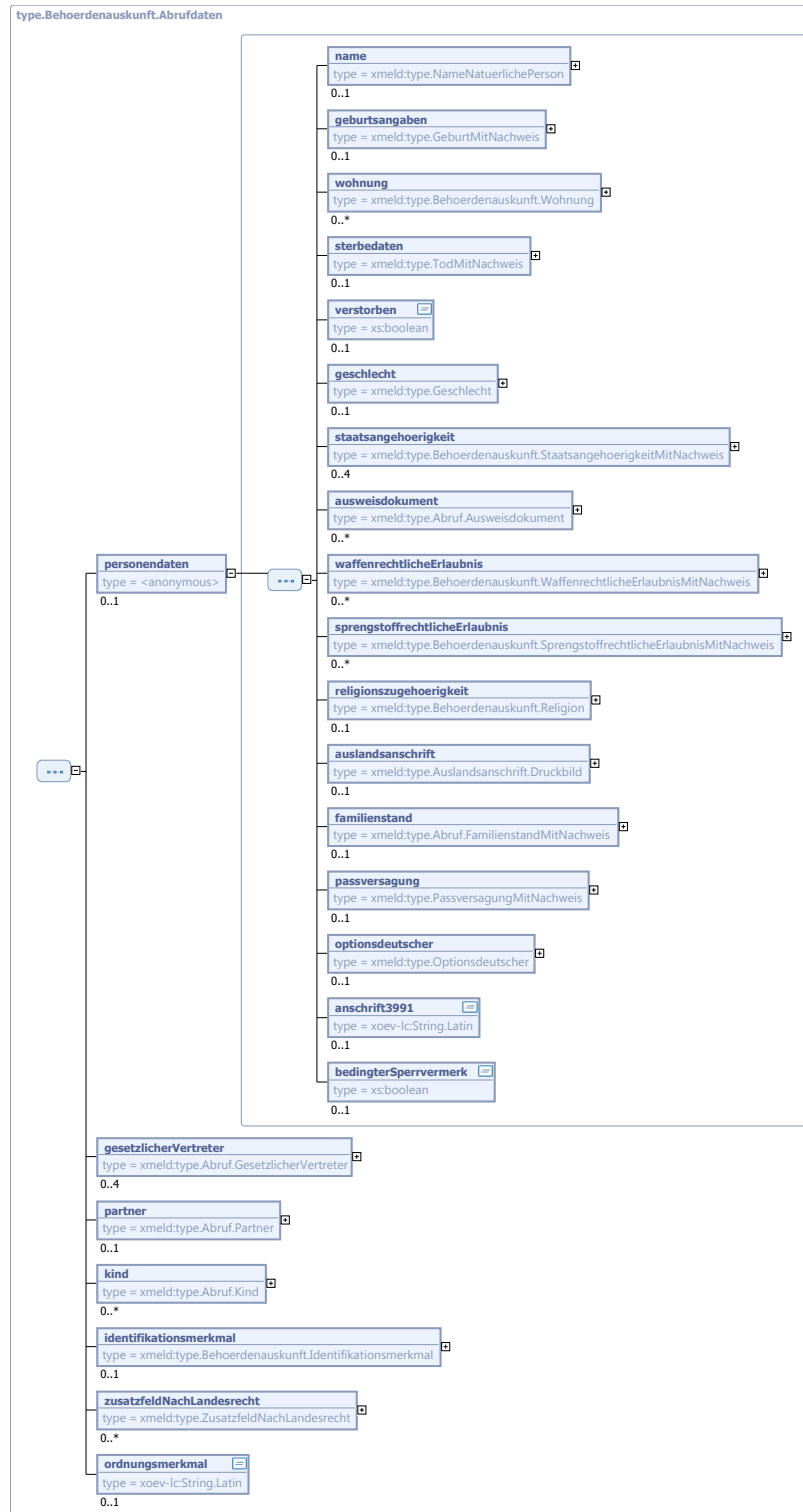 type.Behoerdenauskunft.Abrufdaten
name
type = xmeld:type.NameNatuerlichePerson
0..1
geburtsangaben
type = xmeld:type.GeburtMitNachweis
0..1
wohnung
type = xmeld:type.Behoerdenauskunft.Wohnung
0..*
sterbedaten
type = xmeld:type.TodMitNachweis
0..1
verstorben
type = xs:boolean
0..1
geschlecht
type = xmeld:type.Geschlecht
0..1
staatsangehoerigkeit
type = xmeld:type.Behoerdenauskunft.StaatsangehoerigkeitMitNachweis
0..4
ausweisdokument
type = xmeld:type.Abruf.Ausweisdokument
0..*
personendaten
type = <anonymous>
0..1
waffenrechtlicheErlaubnis
type = xmeld:type.Behoerdenauskunft.WaffenrechtlicheErlaubnisMitNachweis
0..*
sprengstoffrechtlicheErlaubnis
type = xmeld:type.Behoerdenauskunft.SprengstoffrechtlicheErlaubnisMitNachweis
0..*
religionszugehoerigkeit
type = xmeld:type.Behoerdenauskunft.Religion
0..1
auslandsanschrift
type = xmeld:type.Auslandsanschrift.Druckbild
0..1
familienstand
type = xmeld:type.Abruf.FamilienstandMitNachweis
0..1
passversagung
type = xmeld:type.PassversagungMitNachweis
0..1
optionsdeutscher
type = xmeld:type.Optionsdeutscher
0..1
anschrift3991
type = xoev-lc:String.Latin
0..1
bedingterSperrvermerk
type = xs:boolean
0..1
gesetzlicherVertreter
type = xmeld:type.Abruf.GesetzlicherVertreter
0..4
partner
type = xmeld:type.Abruf.Partner
0..1
kind
type = xmeld:type.Abruf.Kind
0..*
identifikationsmerkmal
type = xmeld:type.Behoerdenauskunft.Identifikationsmerkmal
0..1
zusatzfeldNachLandesrecht
type = xmeld:type.ZusatzfeldNachLandesrecht
0..*
ordnungsmerkmal
type = xoev-lc:String.Latin
0..1